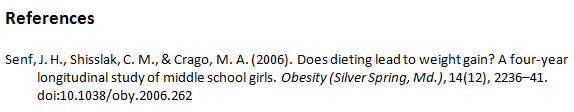 References
Senf, J. H., Shisslak, C. M., & Crago, M. A. (2006). Does dieting lead to weight gain? A four-year
longitudinal study of middle school girls. Obesity (Silver Spring, Md.), 14(12), 2236–41.
doi:10.1038/oby.2006.262